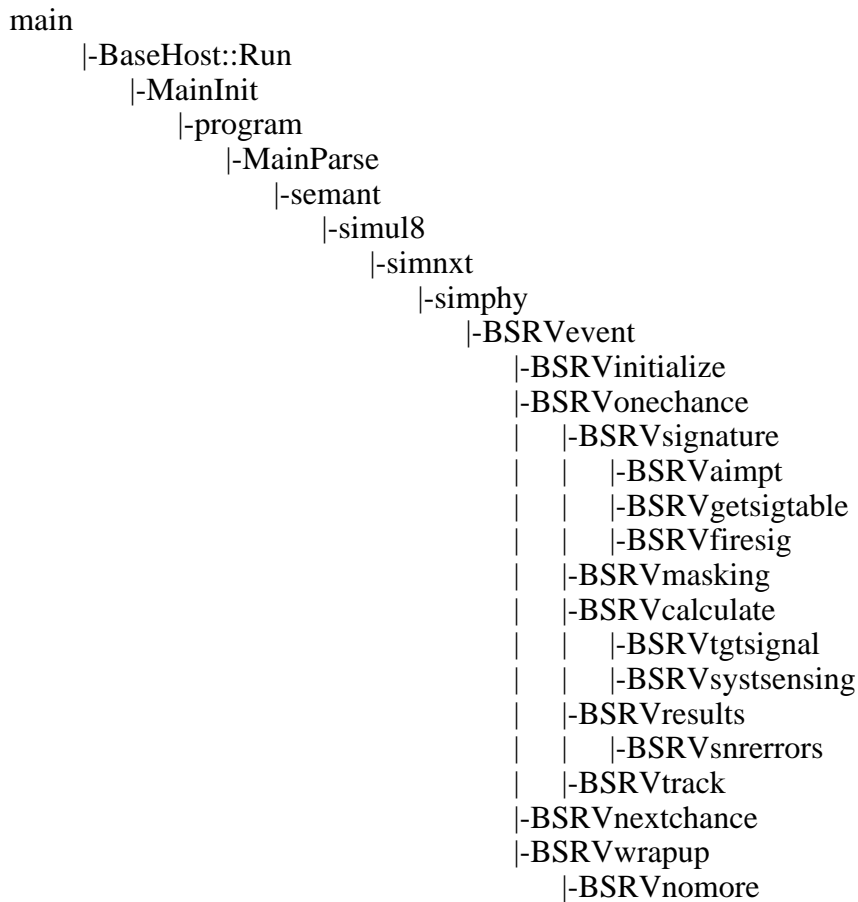 main
|-BaseHost::Run
|-MainInit
|-program
|-MainParse
|-semant
|-simul8
|-simnxt
|-simphy
|-BSRVevent
|-BSRVinitialize
|-BSRVonechance
| |-BSRVsignature
| | |-BSRVaimpt
| | |-BSRVgetsigtable
| | |-BSRVfiresig
| |-BSRVmasking
| |-BSRVcalculate
| | |-BSRVtgtsignal
| | |-BSRVsystsensing
| |-BSRVresults
| | |-BSRVsnrerrors
| |-BSRVtrack
|-BSRVnextchance
|-BSRVwrapup
|-BSRVnomore